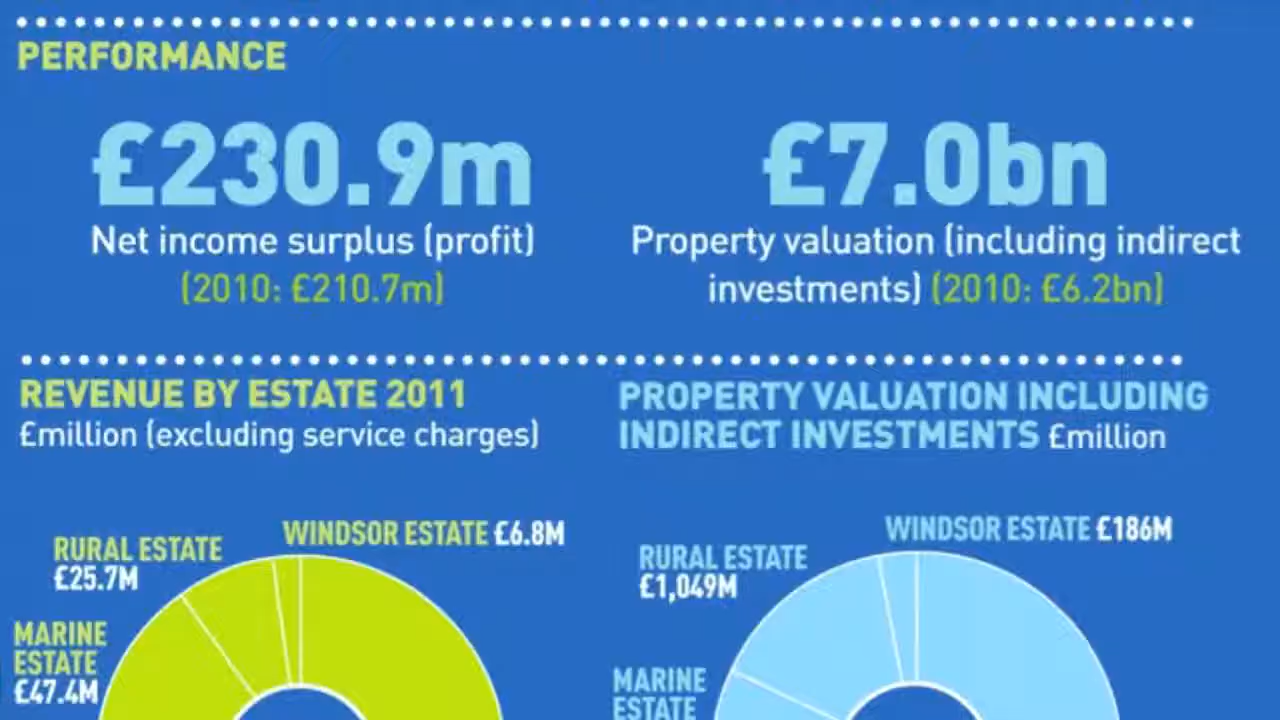 PERFORMANCE
£230.9m
Net income surplus (profit)
(2010: £210.7m)
£7.0bn
Property valuation (including indirect
investments) (2010: £6.2bn)
REVENUE BY ESTATE 2011
£million (excluding service charges)
WINDSOR ESTATE £6.8M
RURAL ESTATE
£25.7M
MARINE
ESTATE
£47.4M
PROPERTY VALUATION INCLUDING
INDIRECT INVESTMENTS £million
WINDSOR ESTATE £186M
RURAL ESTATE
£1,049M
MARINE
ESTATE